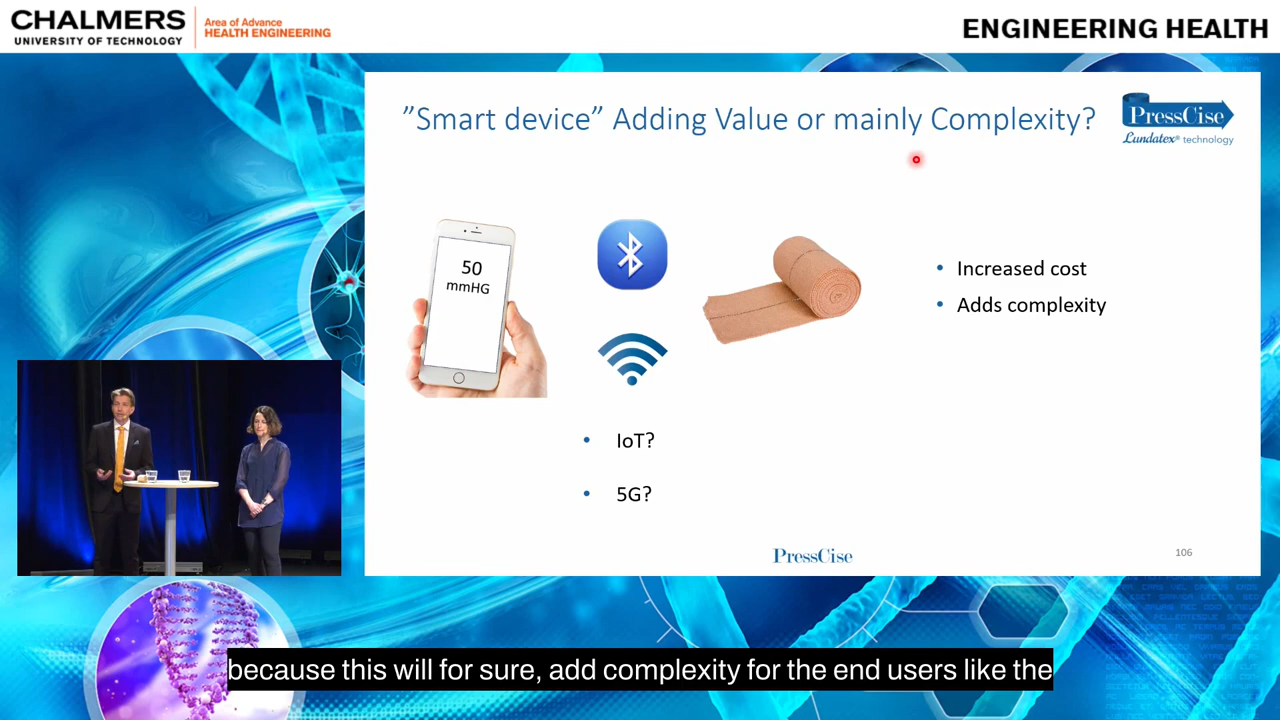 CHALMERS
UNIVERSITY OF TECHNOLOGY
Area of Advance
HEALTH ENGINEERING
ENGINEERING HEALTH
”Smart device” Adding Value or mainly Complexity?
PressCise
Lundatex® technology
50
mmHG
• Increased cost
• Adds complexity
• IoT?
• 5G?
PressCise
106
because this will for sure, add complexity for the end users like the